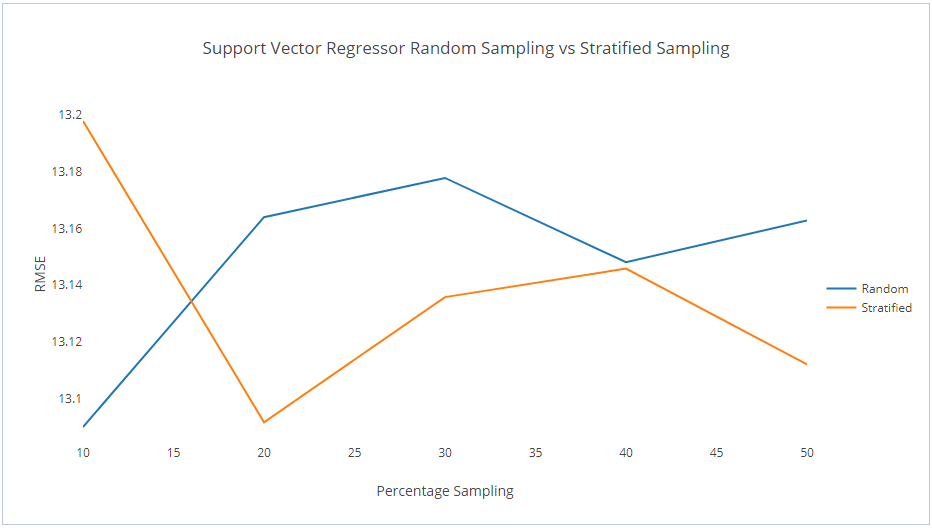 Support Vector Regressor Random Sampling vs Stratified Sampling
13.2
13.18
13.16
13.14
13.12
13.1
RMSE
10 15 20 25 30 35 40 45 50
Percentage Sampling
Random
Stratified